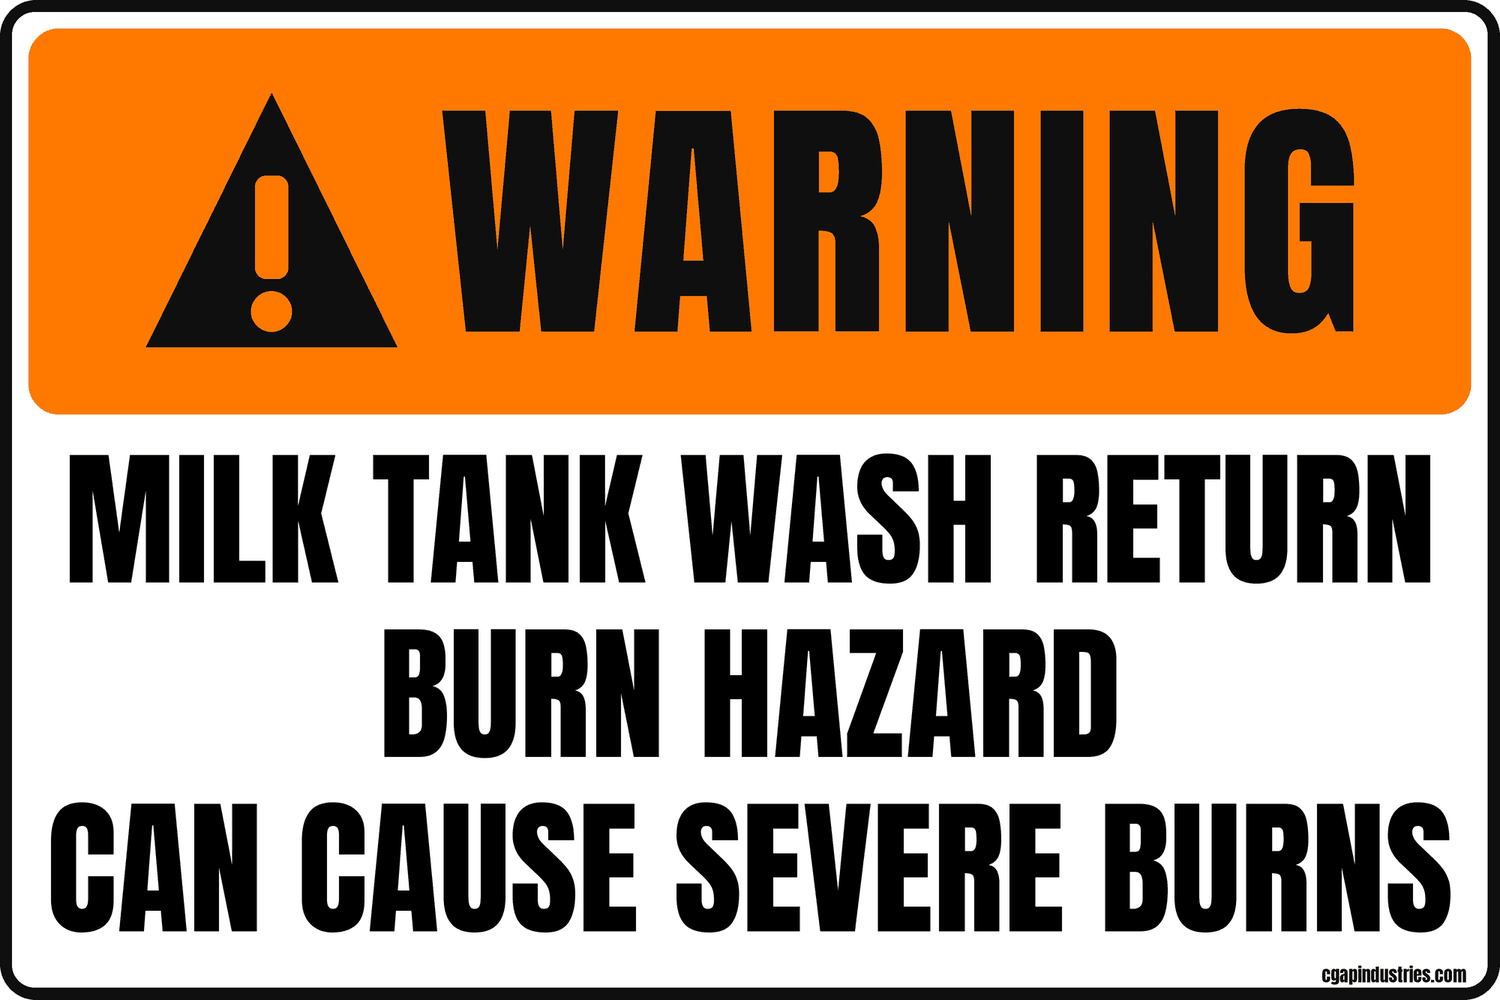 WARNING
MILK TANK WASH RETURN
BURN HAZARD
CAN CAUSE SEVERE BURNS
cgapindustries.com